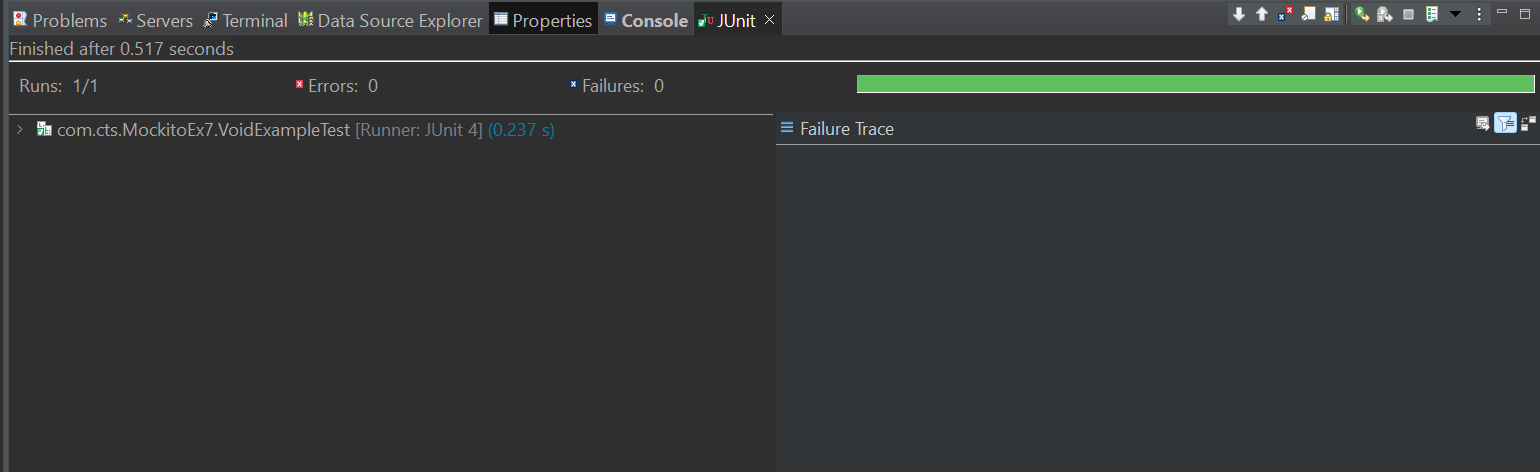 Problems Servers Terminal Data Source Explorer Properties Console JUnit
Finished after 0.517 seconds
Runs: 1/1 Errors: 0 Failures: 0
com.cts.MockitoEx7.VoidExampleTest [Runner: JUnit 4] (0.237 s)
Failure Trace